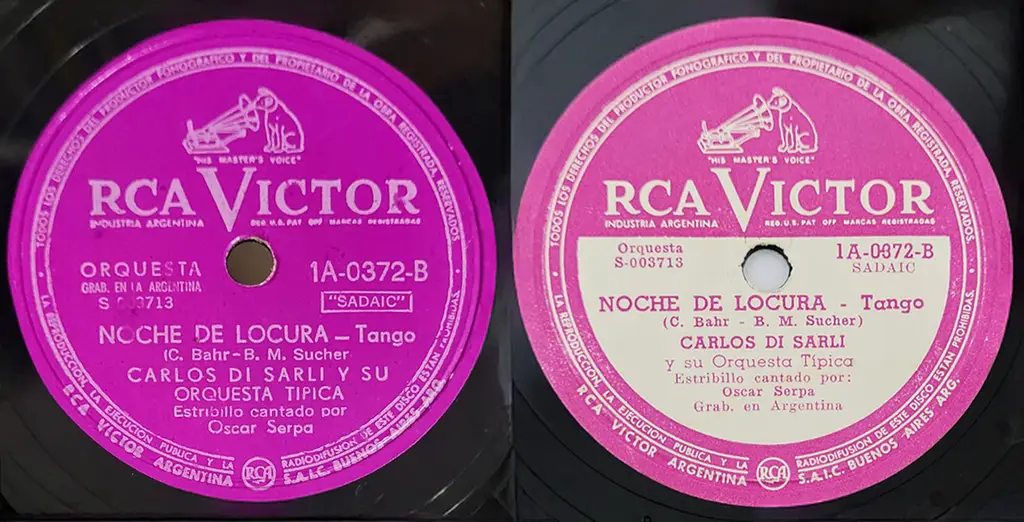 TODOS LOS DERECHOS DEL PRODUCTOR FONOGRAFICO Y DEL PROPIETARIO DE LA OBRA REGISTRADA, RESERVADOS.
"HIS MASTER'S VOICE"
RCA VICTOR
INDUSTRIA ARGENTINA
REG. U.S. PAT OFF MARCAS REGISTRADAS
ORQUESTA
GRAB. EN LA ARGENTINA
S 003713
1A-0372-B
"SADAIC"
NOCHE DE LOCURA - Tango
(C. Bahr - B. M. Sucher
CARLOS DI SARLI Y SU
ORQUESTA TIPICA
Estribillo cantado por
Oscar Serpa
LA REPRODUCCION, LA EJECUCION PUBLICA Y LA RADIODIFUSION DE ESTE DISCO ESTAN PROHIBIDAS.
RCA VICTOR ARGENTINA RCA S.A.I.C. BUENOS AIRES ARG.
TODOS LOS DERECHOS DEL PRODUCTOR FONOGRAFICO Y DEL PROPIETARIO DE LA OBRA REGISTRADA, RESERVADOS.
"HIS MASTER'S VOICE"
RCA VICTOR
INDUSTRIA ARGENTINA
REG. U.S. PAT OFF MARCAS REGISTRADAS
Orquesta
S-003713
1A-0372-B
SADAIC
NOCHE DE LOCURA - Tango
(C. Bahr - B. M. Sucher)
CARLOS DI SARLI
y su Orquesta Típica
Estribillo cantado por:
Oscar Serpa
Grab. en Argentina
LA REPRODUCCION, LA EJECUCION PUBLICA Y LA RADIODIFUSION DE ESTE DISCO ESTAN PROHIBIDAS.
RCA VICTOR ARGENTINA RCA S.A.I.C. BUENOS AIRES ARG.